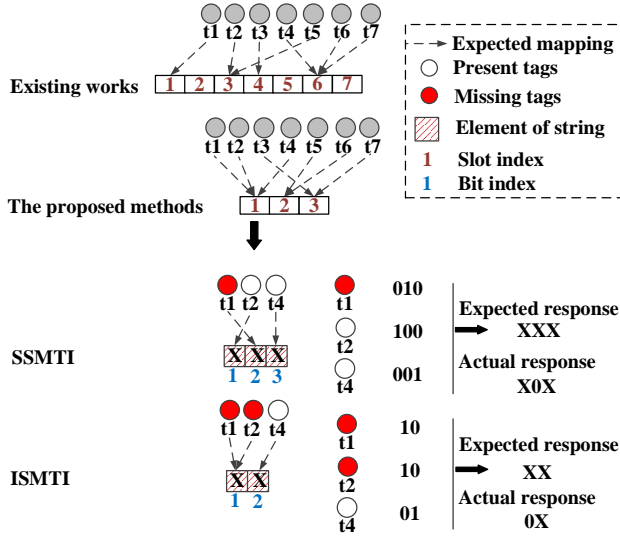 t1 t2 t3 t4 t5 t6 t7
Existing works
1 2 3 4 5 6 7
t1 t2 t3 t4 t5 t6 t7
The proposed methods
1 2 3
Expected mapping
Present tags
Missing tags
Element of string
1 Slot index
1 Bit index
SSMTI
t1 t2 t4
X X X
1 2 3
t1 010
t2 100
t4 001
Expected response
XXX
Actual response
X0X
ISMTI
t1 t2 t4
X X
1 2
t1 10
t2 10
t4 01
Expected response
XX
Actual response
0X